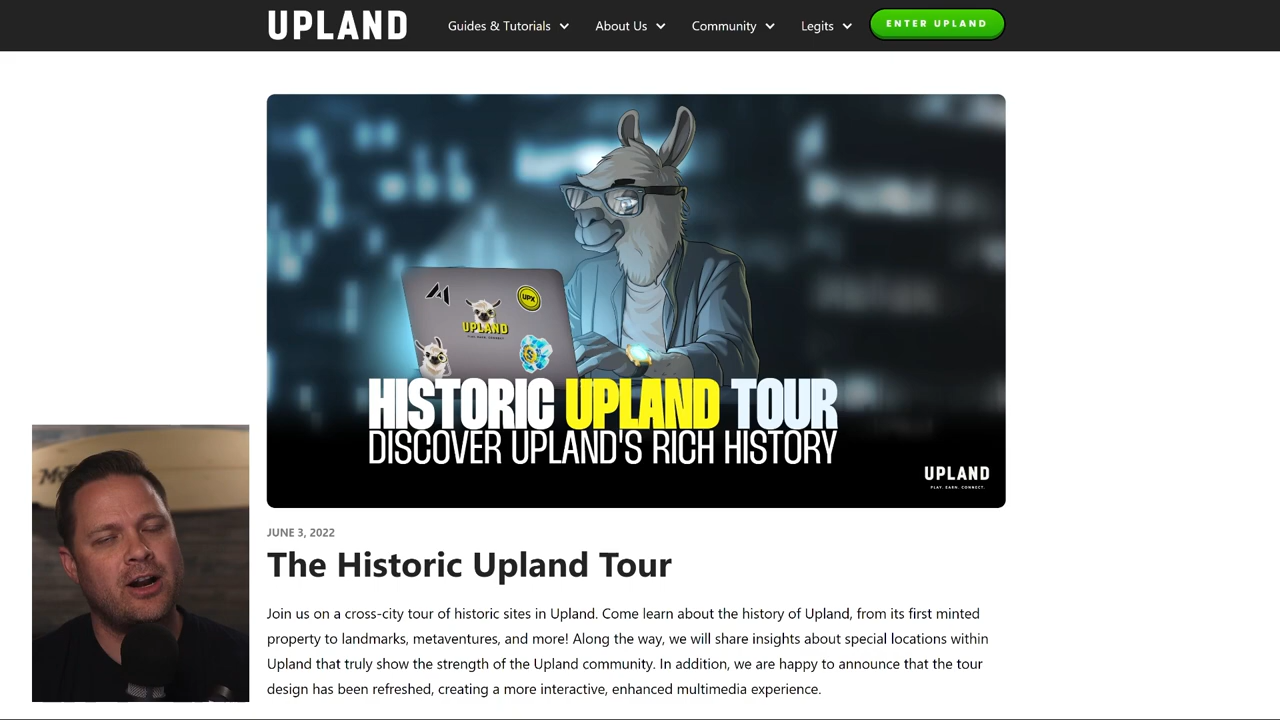 UPLAND
Guides & Tutorials
About Us
Community
Legits
ENTER UPLAND
UPX
UPLAND
HISTORIC UPLAND TOUR
DISCOVER UPLAND'S RICH HISTORY
UPLAND
PLAY. EARN. CONNECT.
JUNE 3, 2022
The Historic Upland Tour
Join us on a cross-city tour of historic sites in Upland. Come learn about the history of Upland, from its first minted
property to landmarks, metaventures, and more! Along the way, we will share insights about special locations within
Upland that truly show the strength of the Upland community. In addition, we are happy to announce that the tour
design has been refreshed, creating a more interactive, enhanced multimedia experience.